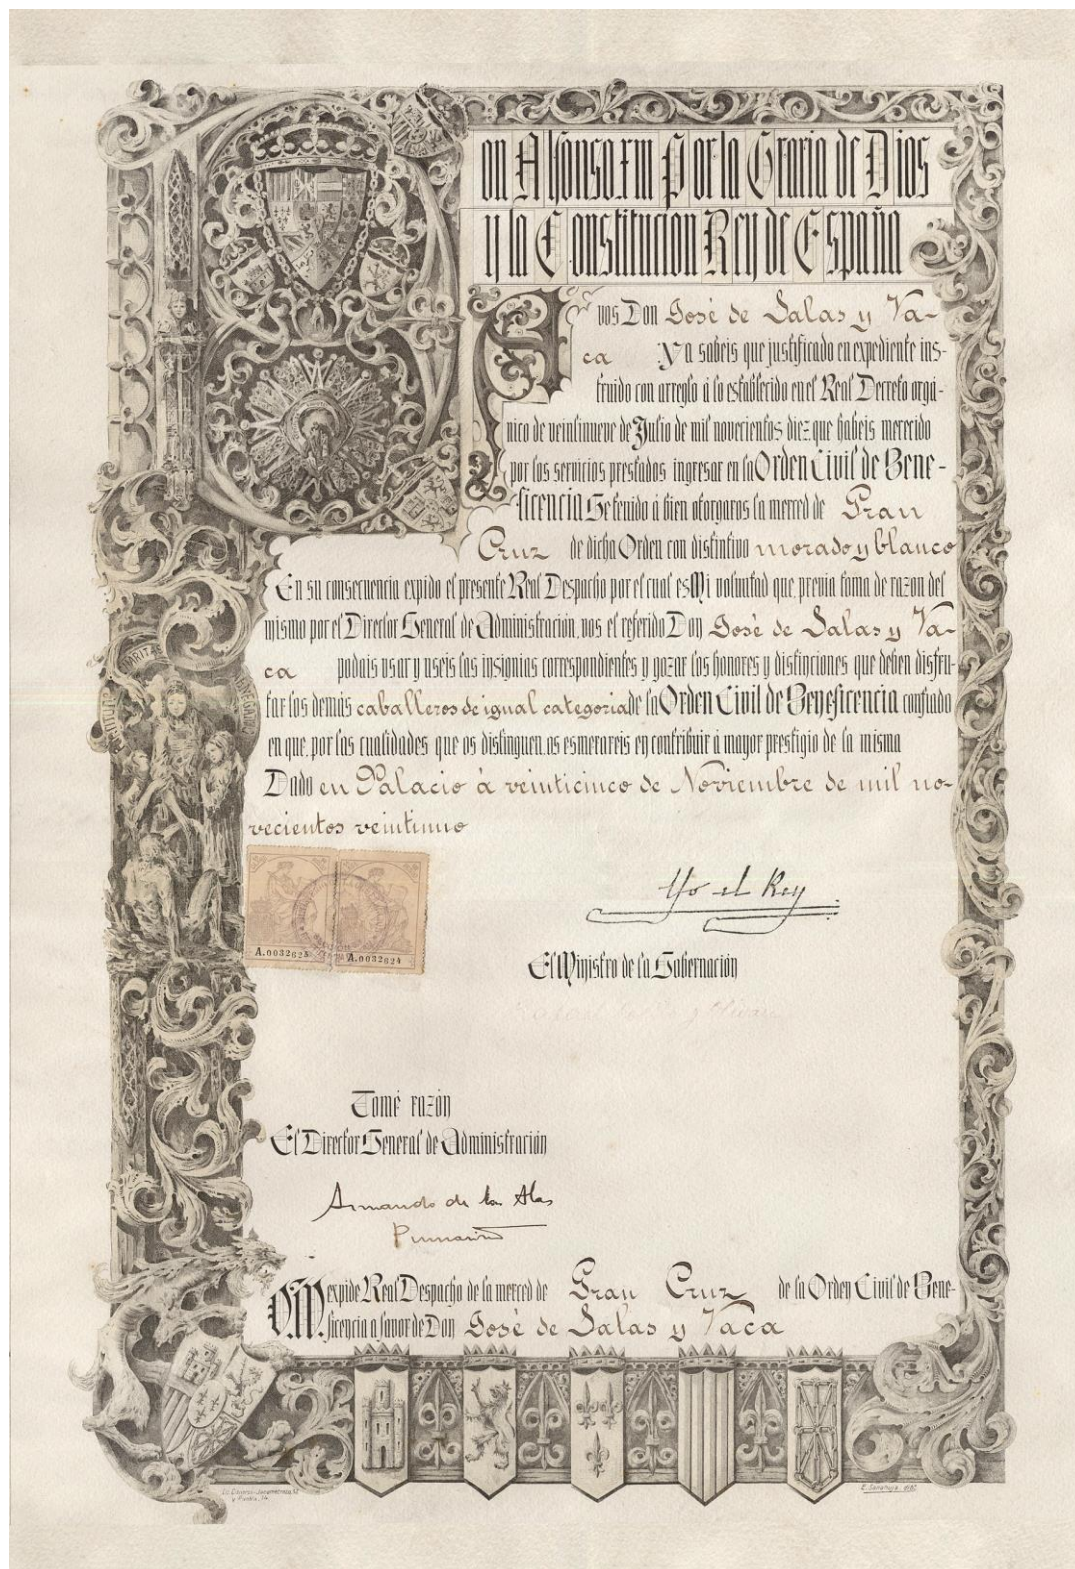 Don Alfonso XIII Por la Gracia de Dios
y la Constitucion Rey de España
A vos Don José de Salas y Va-
ca Ya sabeis que justificado en expediente ins-
truido con arreglo á lo establecido en el Real Decreto orgá-
nico de veintinueve de Julio de mil novecientos diez que habeis merecido
por los servicios prestados ingresar en la Orden Civil de Bene-
ficencia He tenido á bien otorgaros la merced de Gran
Cruz de dicha Orden con distintivo morado y blanco
En su consecuencia expido el presente Real Despacho por el cual es Mi voluntad que, previa toma de razon del
mismo por el Director General de Administración, vos el referido Don José de Salas y Va-
ca podais usar y useis las insignias correspondientes y gozar los honores y distinciones que deben disfru-
tar los demás caballeros de igual categoria de la Orden Civil de Beneficencia confiado
en que, por las cualidades que os distinguen, os esmerareis en contribuir á mayor prestigio de la misma
Dado en Palacio á veinticinco de Noviembre de mil no-
vecientos veintiuno
CARITAS
A.0032623 A.0032624
Yo el Rey
El Ministro de la Gobernación
Tomé razón
El Director General de Administración
Armando de las Alas
Pumariño
V.M. expide Real Despacho de la merced de Gran Cruz de la Orden Civil de Bene-
ficencia a favor de Don José de Salas y Vaca